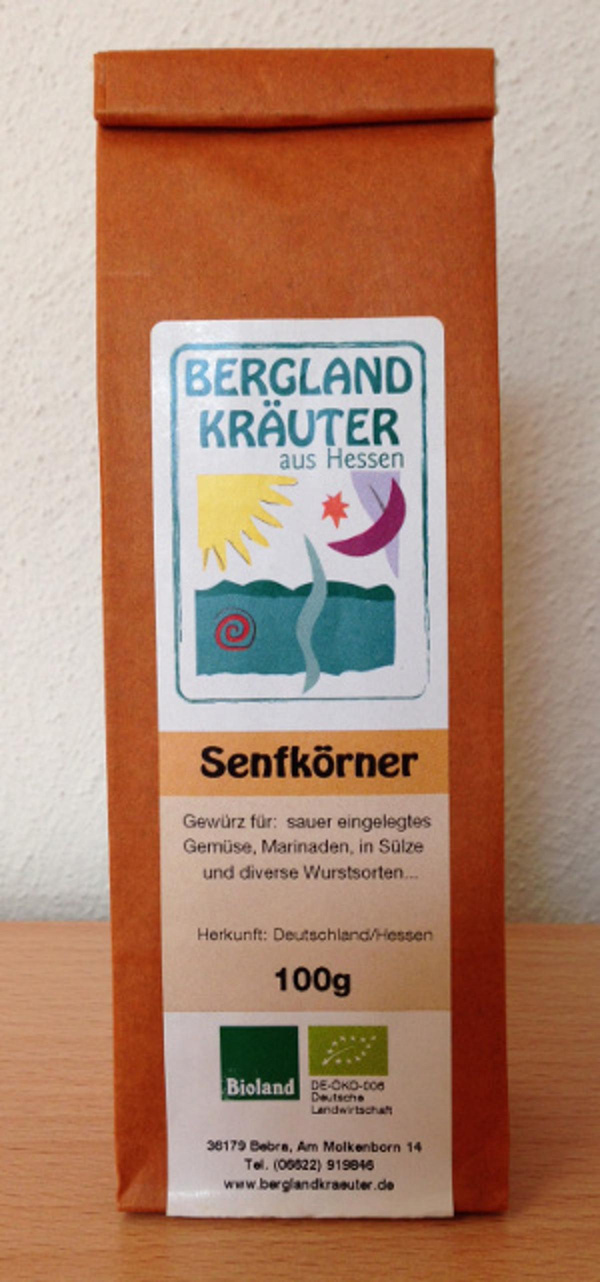 BERGLAND
KRÄUTER
aus Hessen
Senfkörner
Gewürz für: sauer eingelegtes
Gemüse, Marinaden, in Sülze
und diverse Wurstsorten...
Herkunft: Deutschland/Hessen
100g
Bioland
DE-ÖKO-006
Deutsche
Landwirtschaft
36179 Bebra, Am Molkenborn 14
Tel. (06622) 919846
www.berglandkraeuter.de